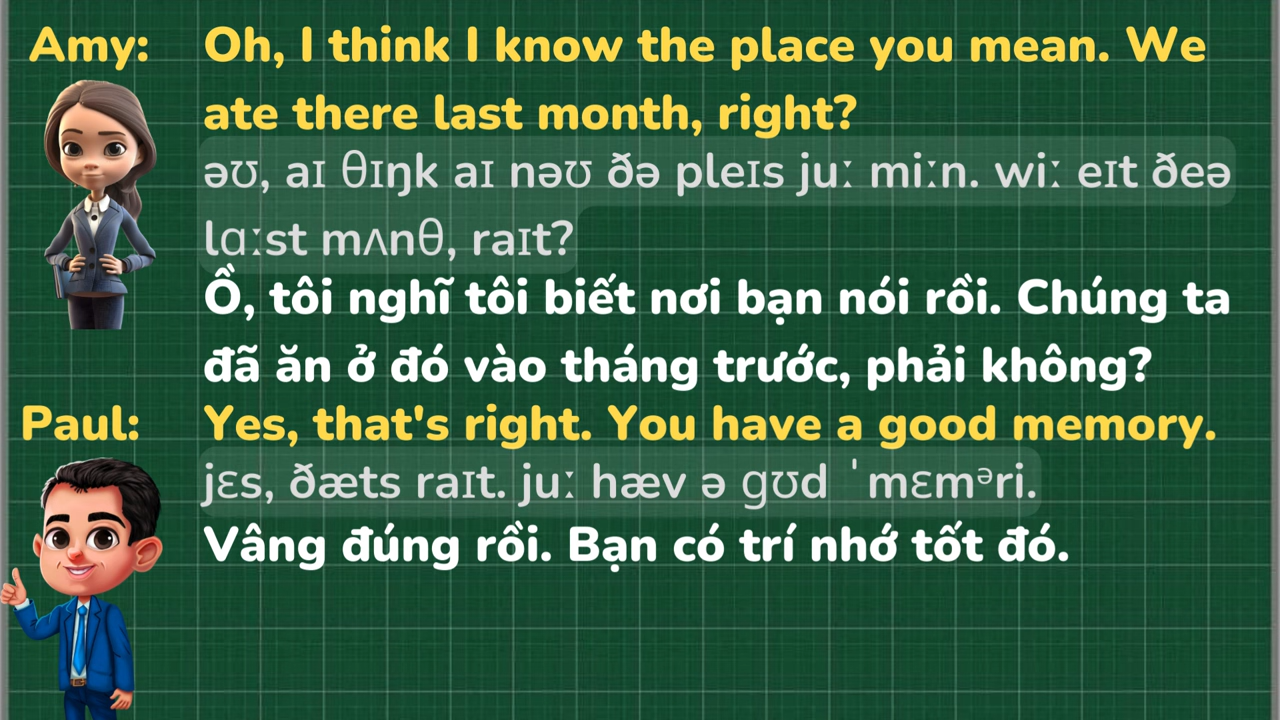 Amy: Oh, I think I know the place you mean. We
ate there last month, right?
əʊ, aɪ θɪŋk aɪ nəʊ ðə pleɪs juː miːn. wiː eɪt ðeə
lɑːst mʌnθ, raɪt?
Ồ, tôi nghĩ tôi biết nơi bạn nói rồi. Chúng ta
đã ăn ở đó vào tháng trước, phải không?
Paul: Yes, that's right. You have a good memory.
jɛs, ðæts raɪt. juː hæv ə gʊd ˈmɛmᵊri.
Vâng đúng rồi. Bạn có trí nhớ tốt đó.